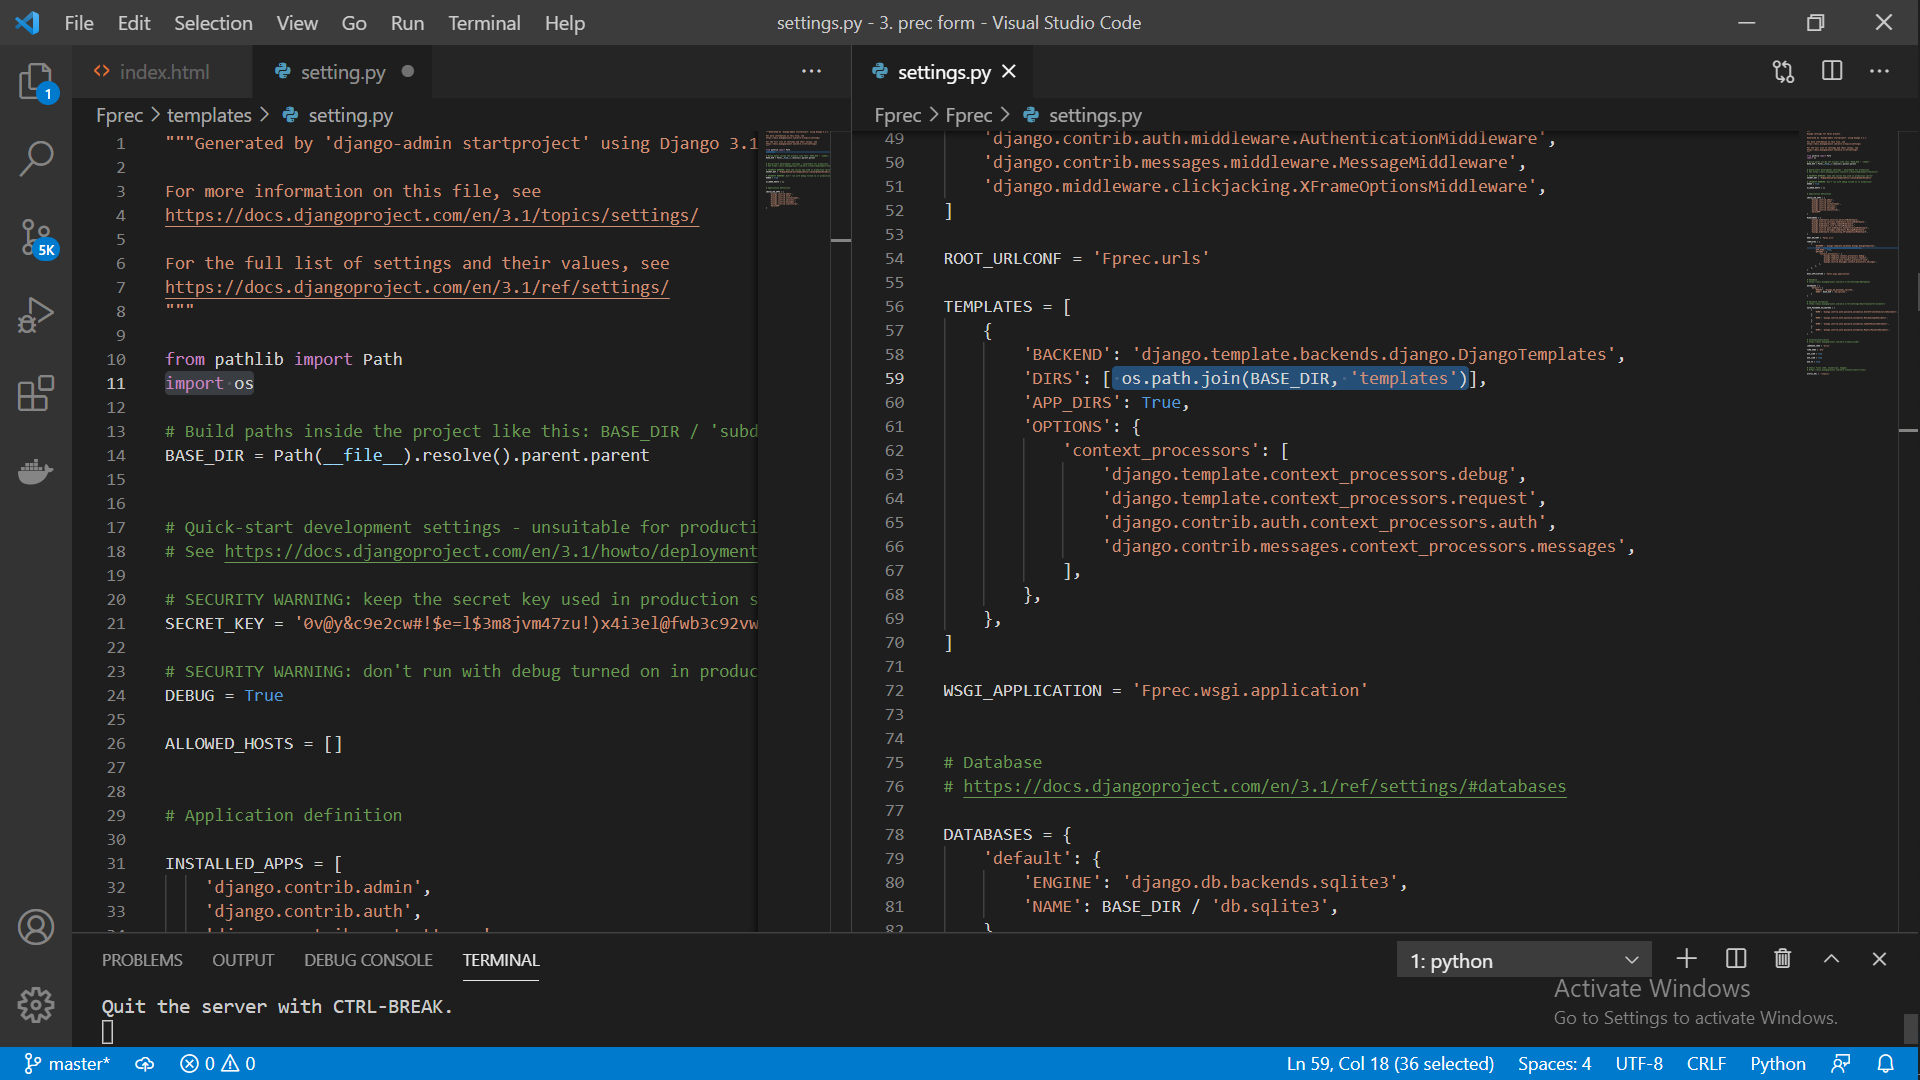 File Edit Selection View Go Run Terminal Help settings.py - 3. prec form - Visual Studio Code
index.html setting.py settings.py
Fprec > templates > setting.py
1 """Generated by 'django-admin startproject' using Django 3.1
2
3 For more information on this file, see
4 https://docs.djangoproject.com/en/3.1/topics/settings/
5
6 For the full list of settings and their values, see
7 https://docs.djangoproject.com/en/3.1/ref/settings/
8 """
9
10 from pathlib import Path
11 import os
12
13 # Build paths inside the project like this: BASE_DIR / 'subd
14 BASE_DIR = Path(__file__).resolve().parent.parent
15
16
17 # Quick-start development settings - unsuitable for producti
18 # See https://docs.djangoproject.com/en/3.1/howto/deployment
19
20 # SECURITY WARNING: keep the secret key used in production s
21 SECRET_KEY = '0v@y&c9e2cw#!$e=l$3m8jvm47zu!)x4i3el@fwb3c92vw
22
23 # SECURITY WARNING: don't run with debug turned on in produc
24 DEBUG = True
25
26 ALLOWED_HOSTS = []
27
28
29 # Application definition
30
31 INSTALLED_APPS = [
32 'django.contrib.admin',
33 'django.contrib.auth',
Fprec > Fprec > settings.py
49 'django.contrib.auth.middleware.AuthenticationMiddleware',
50 'django.contrib.messages.middleware.MessageMiddleware',
51 'django.middleware.clickjacking.XFrameOptionsMiddleware',
52 ]
53
54 ROOT_URLCONF = 'Fprec.urls'
55
56 TEMPLATES = [
57 {
58 'BACKEND': 'django.template.backends.django.DjangoTemplates',
59 'DIRS': [ os.path.join(BASE_DIR, 'templates')],
60 'APP_DIRS': True,
61 'OPTIONS': {
62 'context_processors': [
63 'django.template.context_processors.debug',
64 'django.template.context_processors.request',
65 'django.contrib.auth.context_processors.auth',
66 'django.contrib.messages.context_processors.messages',
67 ],
68 },
69 },
70 ]
71
72 WSGI_APPLICATION = 'Fprec.wsgi.application'
73
74
75 # Database
76 # https://docs.djangoproject.com/en/3.1/ref/settings/#databases
77
78 DATABASES = {
79 'default': {
80 'ENGINE': 'django.db.backends.sqlite3',
81 'NAME': BASE_DIR / 'db.sqlite3',
82 }
1
5K
PROBLEMS OUTPUT DEBUG CONSOLE TERMINAL 1: python
Quit the server with CTRL-BREAK.
Activate Windows
Go to Settings to activate Windows.
master* 0 0 Ln 59, Col 18 (36 selected) Spaces: 4 UTF-8 CRLF Python